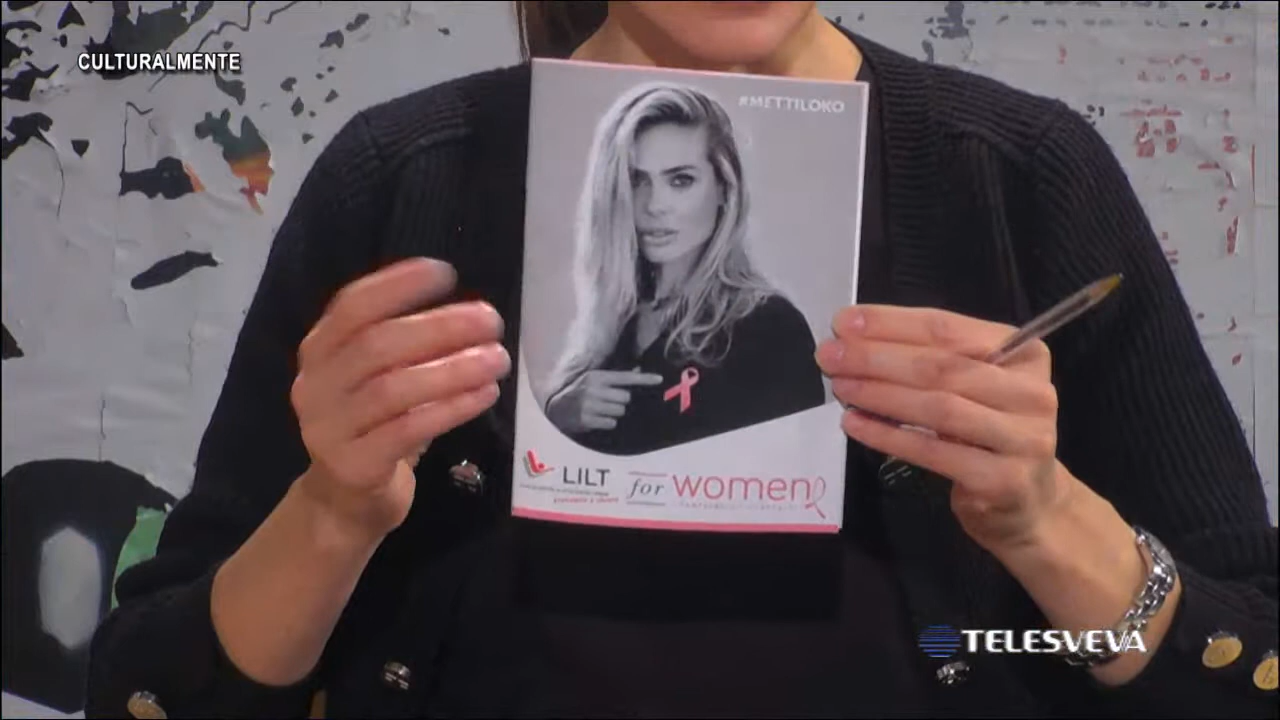 CULTURALMENTE
#METTILOKO
LILT
for women
TELESVEVA